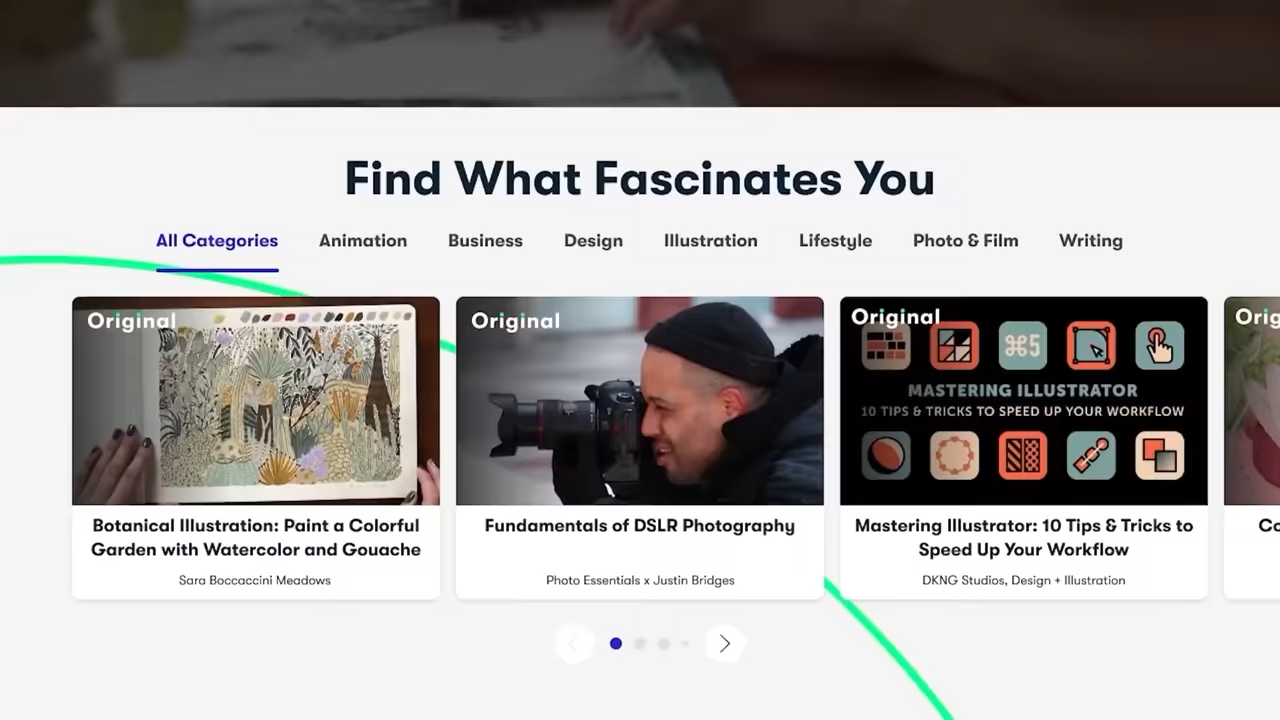 Find What Fascinates You
All Categories Animation Business Design Illustration Lifestyle Photo & Film Writing
Original
Original
Original
⌘5
MASTERING ILLUSTRATOR
10 TIPS & TRICKS TO SPEED UP YOUR WORKFLOW
Botanical Illustration: Paint a Colorful
Garden with Watercolor and Gouache
Sara Boccaccini Meadows
Fundamentals of DSLR Photography
Photo Essentials x Justin Bridges
Mastering Illustrator: 10 Tips & Tricks to
Speed Up Your Workflow
DKNG Studios, Design + Illustration